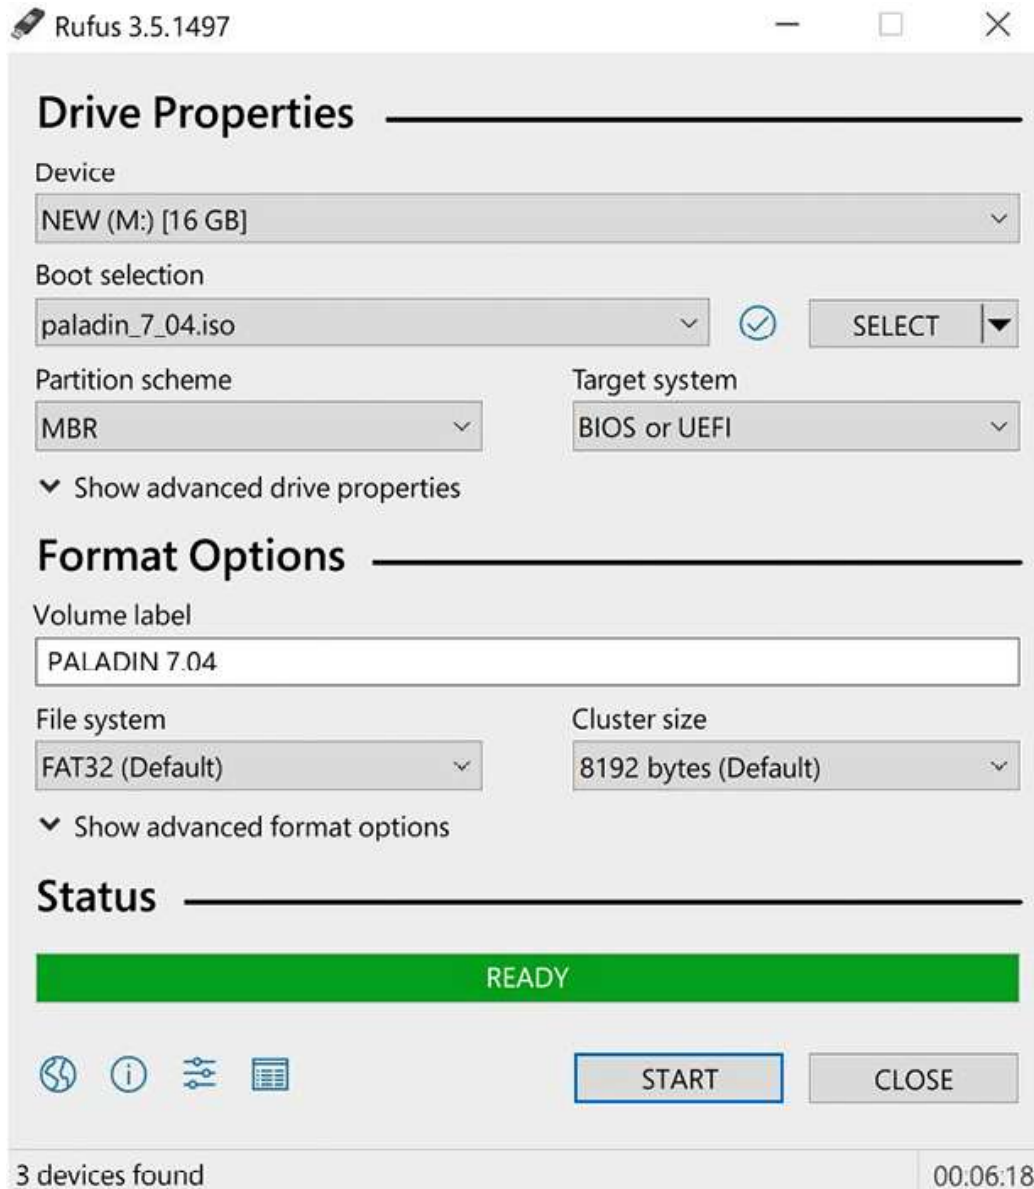 Rufus 3.5.1497
Drive Properties
Device
NEW (M:) [16 GB]
Boot selection
paladin_7_04.iso
SELECT
Partition scheme
Target system
MBR
BIOS or UEFI
Show advanced drive properties
Format Options
Volume label
PALADIN 7.04
File system
Cluster size
FAT32 (Default)
8192 bytes (Default)
Show advanced format options
Status
READY
START
CLOSE
3 devices found
00:06:18